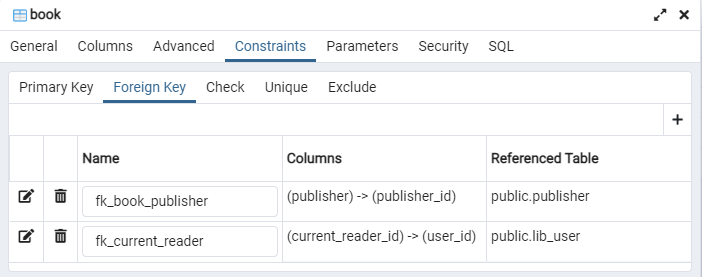 book
General Columns Advanced Constraints Parameters Security SQL
Primary Key Foreign Key Check Unique Exclude
+
Name Columns Referenced Table
fk_book_publisher (publisher) -> (publisher_id) public.publisher
fk_current_reader (current_reader_id) -> (user_id) public.lib_user